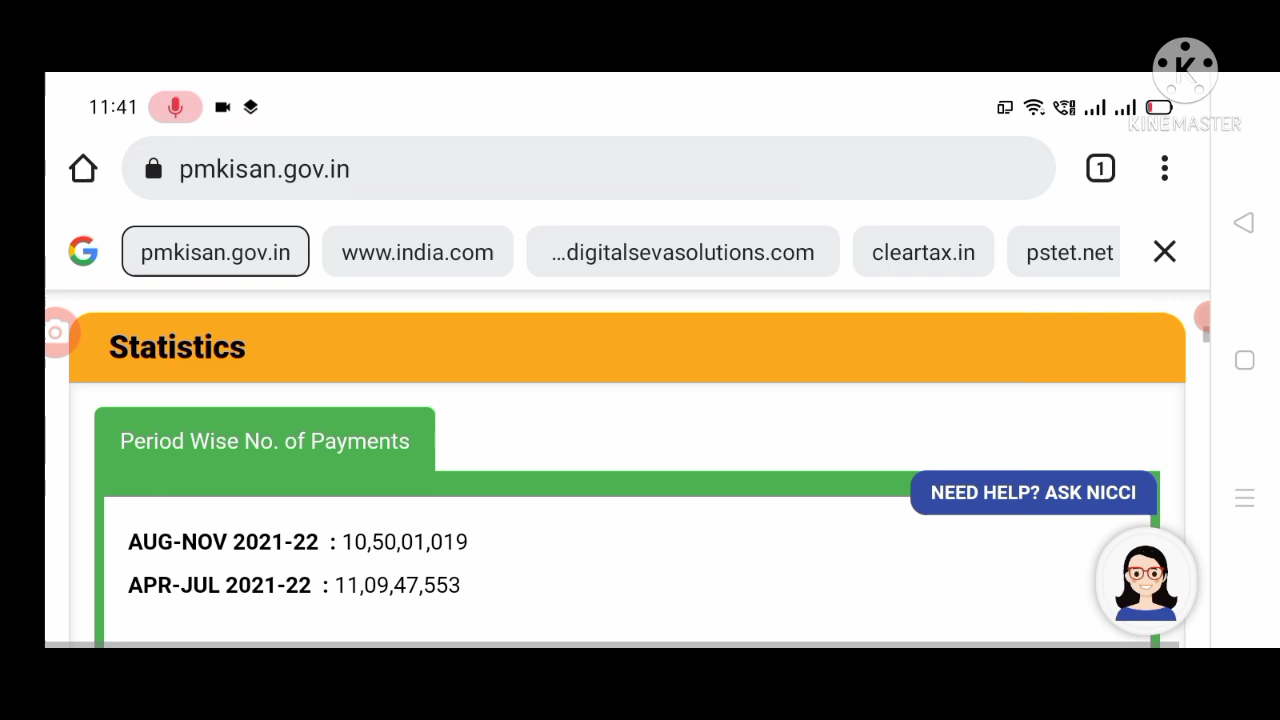 K
KINEMASTER
11:41
pmkisan.gov.in
1
pmkisan.gov.in
www.india.com
...digitalsevasolutions.com
cleartax.in
pstet.net
Statistics
Period Wise No. of Payments
NEED HELP? ASK NICCI
AUG-NOV 2021-22 : 10,50,01,019
APR-JUL 2021-22 : 11,09,47,553